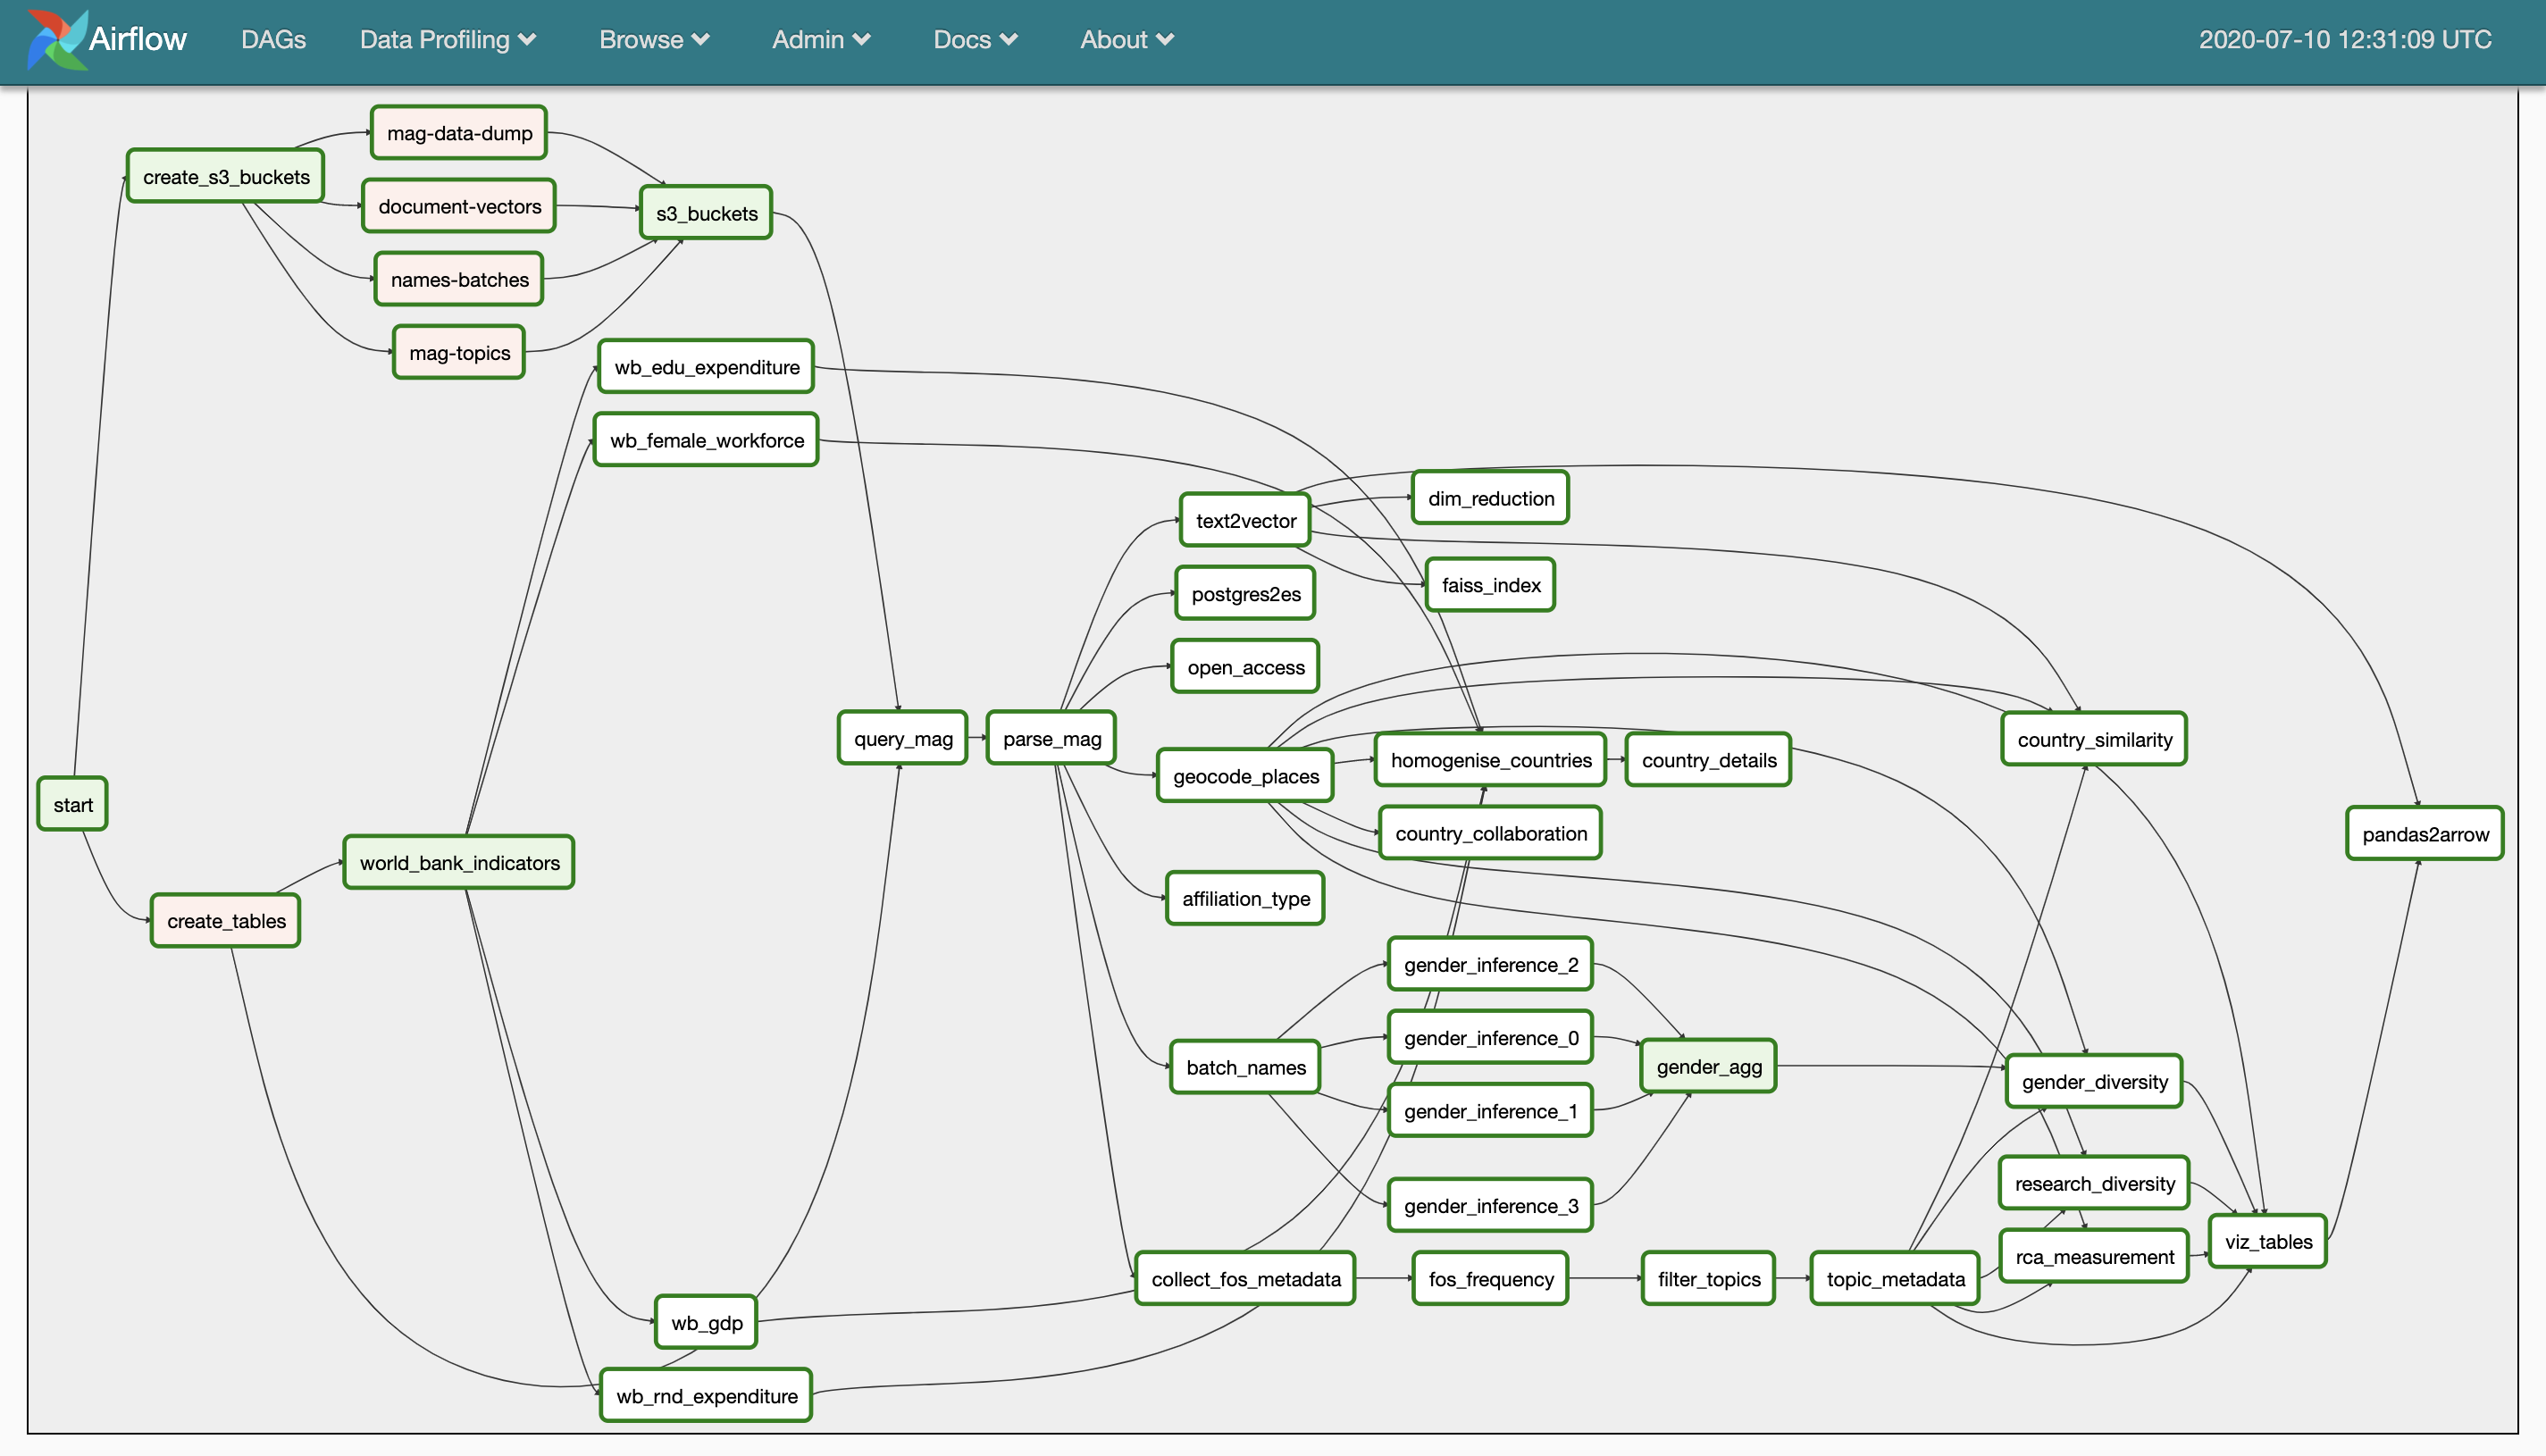 Airflow DAGs Data Profiling Browse Admin Docs About 2020-07-10 12:31:09 UTC
mag-data-dump
create_s3_buckets
document-vectors
s3_buckets
names-batches
mag-topics
wb_edu_expenditure
wb_female_workforce
dim_reduction
text2vector
faiss_index
postgres2es
open_access
query_mag
parse_mag
country_similarity
homogenise_countries
country_details
geocode_places
start
country_collaboration
pandas2arrow
world_bank_indicators
affiliation_type
create_tables
gender_inference_2
gender_inference_0
batch_names
gender_agg
gender_diversity
gender_inference_1
research_diversity
gender_inference_3
viz_tables
rca_measurement
collect_fos_metadata
fos_frequency
filter_topics
topic_metadata
wb_gdp
wb_rnd_expenditure